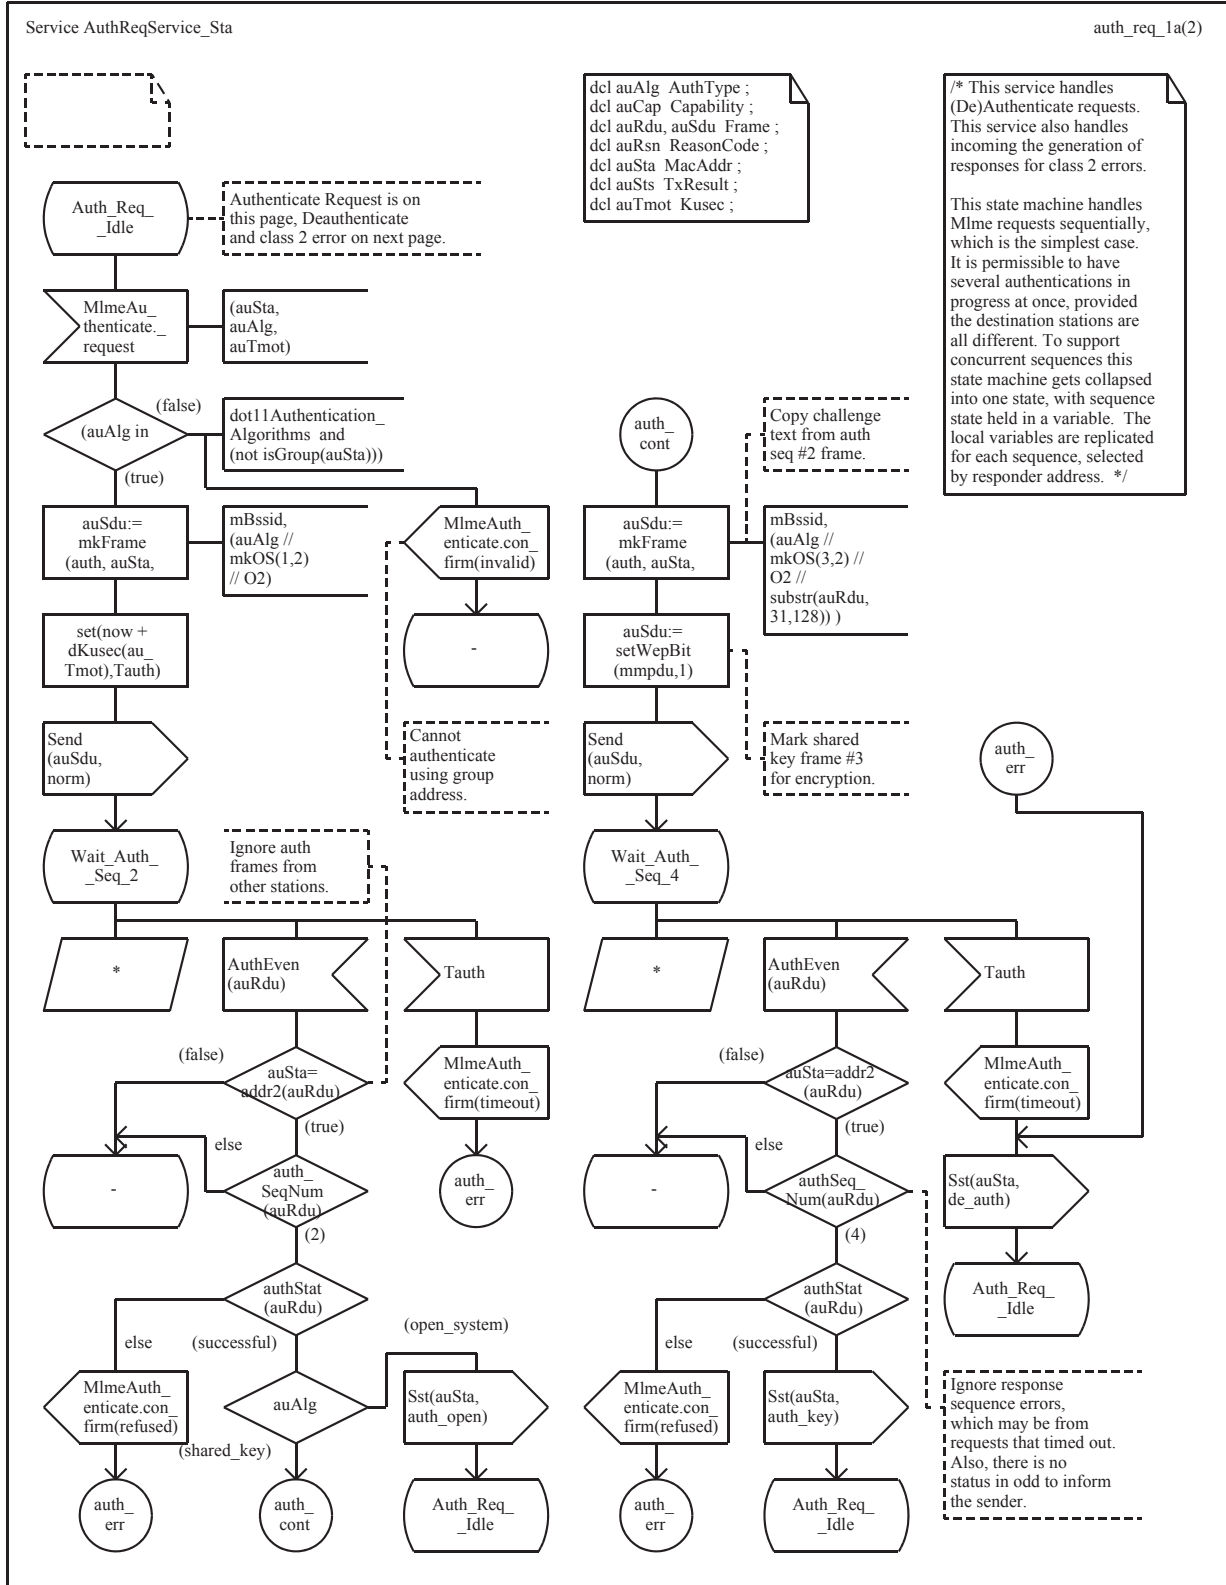 Service AuthReqService_Sta
auth_req_1a(2)
dcl auAlg AuthType ;
dcl auCap Capability ;
dcl auRdu, auSdu Frame ;
dcl auRsn ReasonCode ;
dcl auSta MacAddr ;
dcl auSts TxResult ;
dcl auTmot Kusec ;
/* This service handles
(De)Authenticate requests.
This service also handles
incoming the generation of
responses for class 2 errors.
This state machine handles
Mlme requests sequentially,
which is the simplest case.
It is permissible to have
several authentications in
progress at once, provided
the destination stations are
all different. To support
concurrent sequences this
state machine gets collapsed
into one state, with sequence
state held in a variable. The
local variables are replicated
for each sequence, selected
by responder address. */
Auth_Req_
_Idle
Authenticate Request is on
this page, Deauthenticate
and class 2 error on next page.
MlmeAu_
thenticate._
request
(auSta,
auAlg,
auTmot)
(auAlg in
(false)
(true)
dot11Authentication_
Algorithms and
(not isGroup(auSta)))
auSdu:=
mkFrame
(auth, auSta,
mBssid,
(auAlg //
mkOS(1,2)
// O2)
MlmeAuth_
enticate.con_
firm(invalid)
-
set(now +
dKusec(au_
Tmot),Tauth)
Send
(auSdu,
norm)
Cannot
authenticate
using group
address.
Wait_Auth_
_Seq_2
Ignore auth
frames from
other stations.
*
AuthEven
(auRdu)
Tauth
(false)
auSta=
addr2(auRdu)
(true)
MlmeAuth_
enticate.con_
firm(timeout)
else
-
auth_
SeqNum
(auRdu)
(2)
auth_
err
authStat
(auRdu)
else
(successful)
(open_system)
MlmeAuth_
enticate.con_
firm(refused)
auAlg
(shared_key)
Sst(auSta,
auth_open)
auth_
err
auth_
cont
Auth_Req_
_Idle
auth_
cont
Copy challenge
text from auth
seq #2 frame.
auSdu:=
mkFrame
(auth, auSta,
mBssid,
(auAlg //
mkOS(3,2) //
O2 //
substr(auRdu,
31,128)) )
auSdu:=
setWepBit
(mmpdu,1)
Send
(auSdu,
norm)
Mark shared
key frame #3
for encryption.
auth_
err
Wait_Auth_
_Seq_4
*
AuthEven
(auRdu)
Tauth
(false)
auSta=addr2
(auRdu)
(true)
MlmeAuth_
enticate.con_
firm(timeout)
else
-
authSeq_
Num(auRdu)
(4)
Sst(auSta,
de_auth)
authStat
(auRdu)
Auth_Req_
_Idle
else
(successful)
MlmeAuth_
enticate.con_
firm(refused)
Sst(auSta,
auth_key)
Ignore response
sequence errors,
which may be from
requests that timed out.
Also, there is no
status in odd to inform
the sender.
auth_
err
Auth_Req_
_Idle